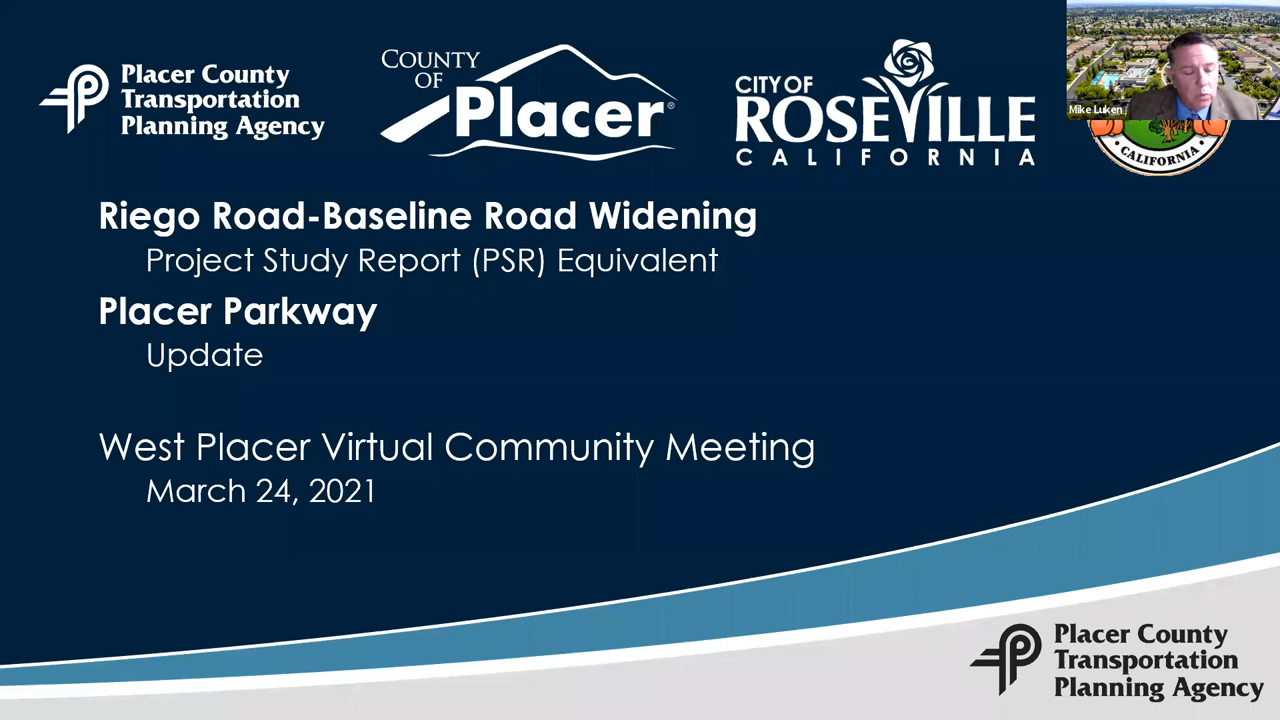 Placer County
Transportation
Planning Agency
COUNTY
OF
Placer®
CITY OF
ROSEVILLE
CALIFORNIA
Mike Luken
CALIFORNIA
Riego Road-Baseline Road Widening
Project Study Report (PSR) Equivalent
Placer Parkway
Update
West Placer Virtual Community Meeting
March 24, 2021
Placer County
Transportation
Planning Agency